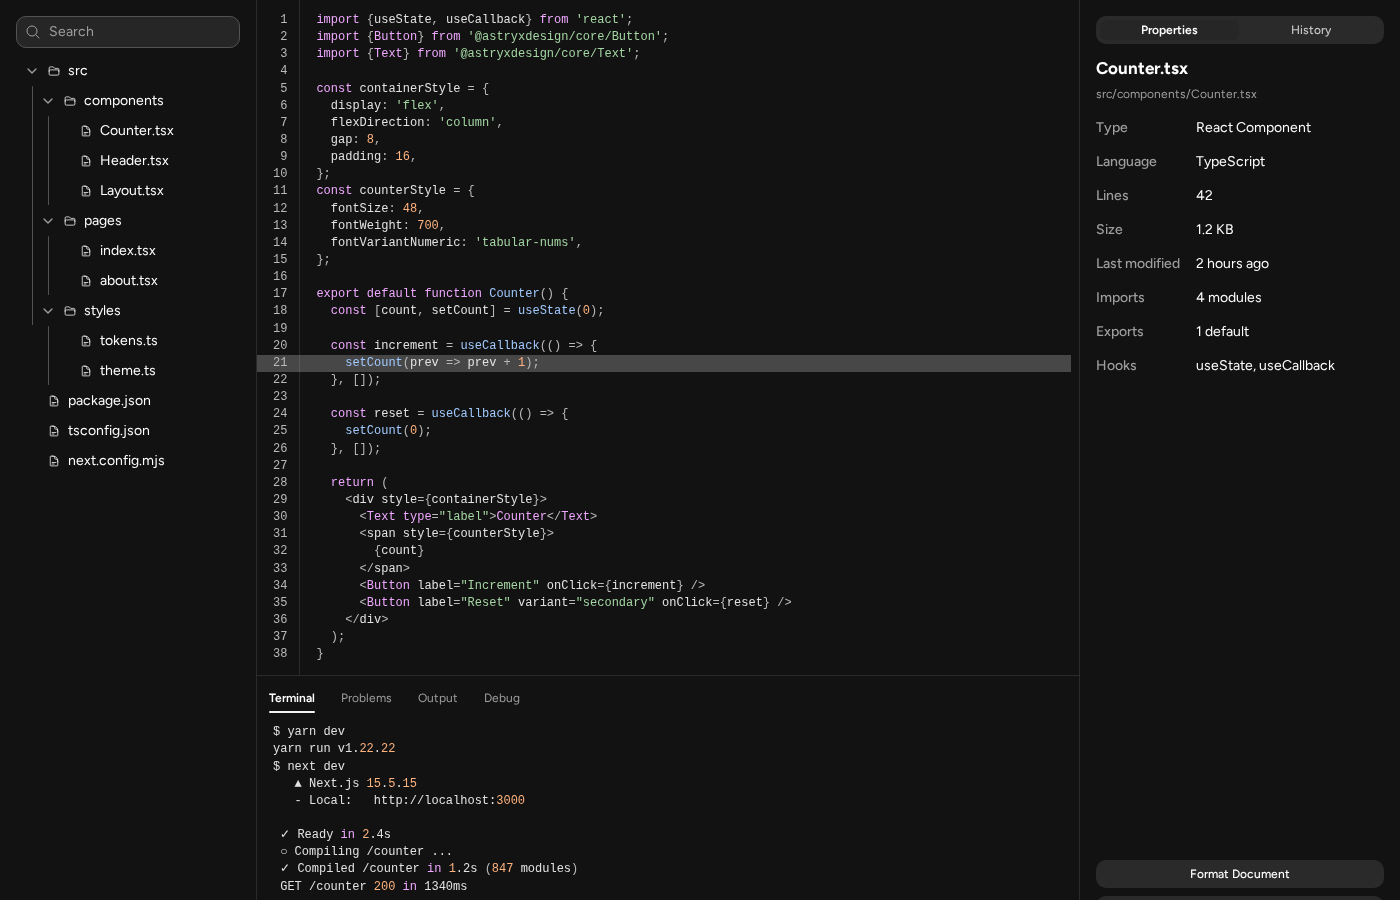 Search
src
components
Counter.tsx
Header.tsx
Layout.tsx
pages
index.tsx
about.tsx
styles
tokens.ts
theme.ts
package.json
tsconfig.json
next.config.mjs
1 import {useState, useCallback} from 'react';
2 import {Button} from '@astryxdesign/core/Button';
3 import {Text} from '@astryxdesign/core/Text';
4
5 const containerStyle = {
6   display: 'flex',
7   flexDirection: 'column',
8   gap: 8,
9   padding: 16,
10 };
11 const counterStyle = {
12   fontSize: 48,
13   fontWeight: 700,
14   fontVariantNumeric: 'tabular-nums',
15 };
16
17 export default function Counter() {
18   const [count, setCount] = useState(0);
19
20   const increment = useCallback(() => {
21     setCount(prev => prev + 1);
22   }, []);
23
24   const reset = useCallback(() => {
25     setCount(0);
26   }, []);
27
28   return (
29     <div style={containerStyle}>
30       <Text type="label">Counter</Text>
31       <span style={counterStyle}>
32         {count}
33       </span>
34       <Button label="Increment" onClick={increment} />
35       <Button label="Reset" variant="secondary" onClick={reset} />
36     </div>
37   );
38 }
Terminal Problems Output Debug
$ yarn dev
yarn run v1.22.22
$ next dev
▲ Next.js 15.5.15
- Local: http://localhost:3000
✓ Ready in 2.4s
○ Compiling /counter ...
✓ Compiled /counter in 1.2s (847 modules)
GET /counter 200 in 1340ms
Properties History
Counter.tsx
src/components/Counter.tsx
Type React Component
Language TypeScript
Lines 42
Size 1.2 KB
Last modified 2 hours ago
Imports 4 modules
Exports 1 default
Hooks useState, useCallback
Format Document